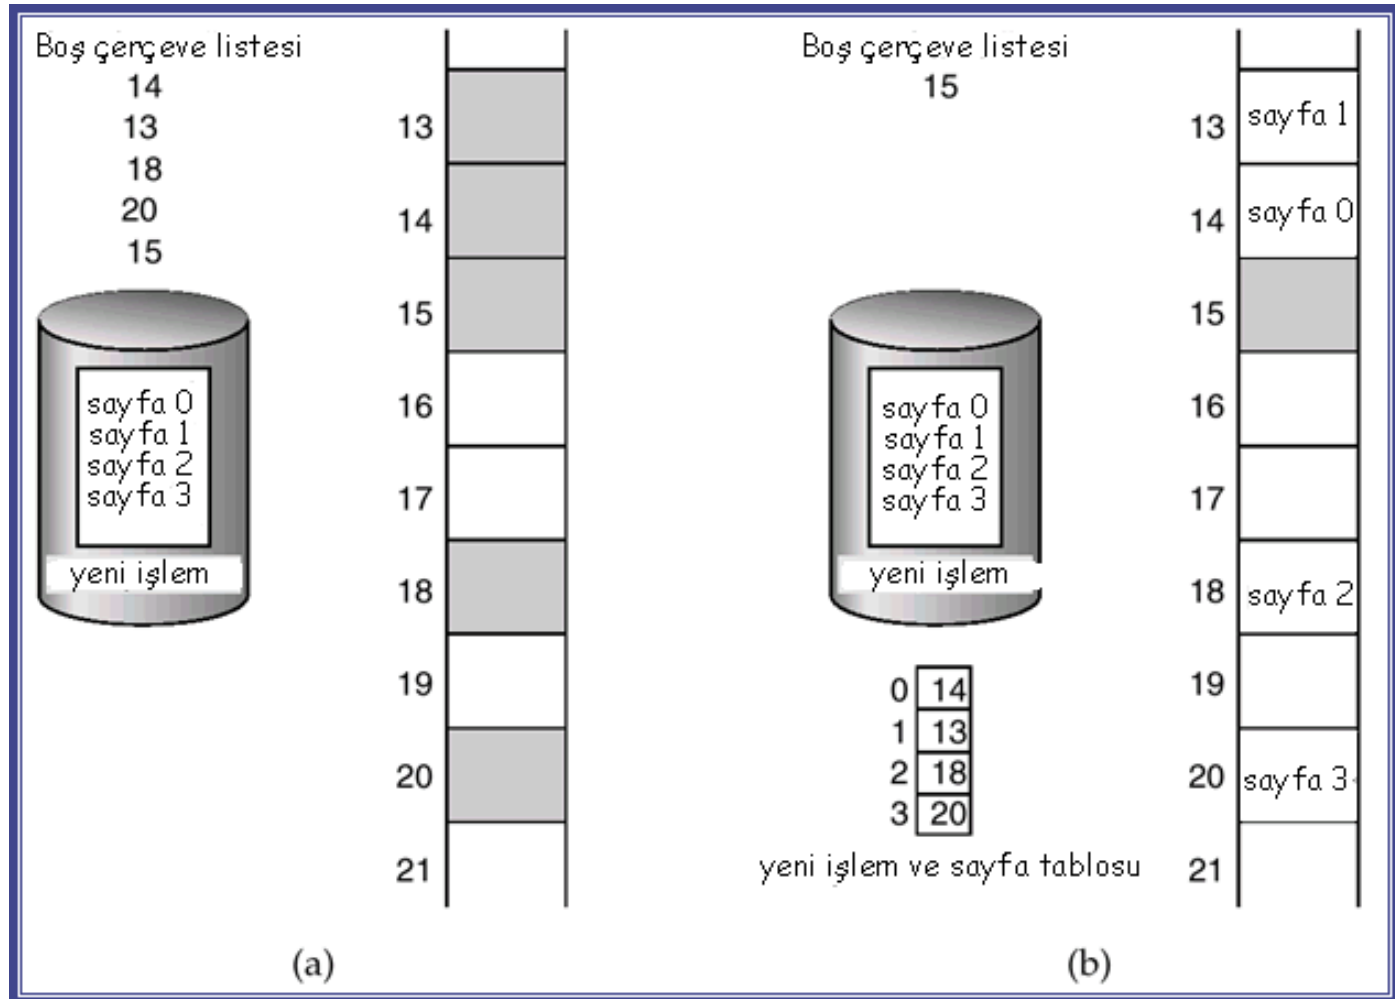 Boş çerçeve listesi
14
13
18
20
15
sayfa 0
sayfa 1
sayfa 2
sayfa 3
yeni işlem
13
14
15
16
17
18
19
20
21
(a)
Boş çerçeve listesi
15
sayfa 0
sayfa 1
sayfa 2
sayfa 3
yeni işlem
0 14
1 13
2 18
3 20
yeni işlem ve sayfa tablosu
13 sayfa 1
14 sayfa 0
15
16
17
18 sayfa 2
19
20 sayfa 3
21
(b)